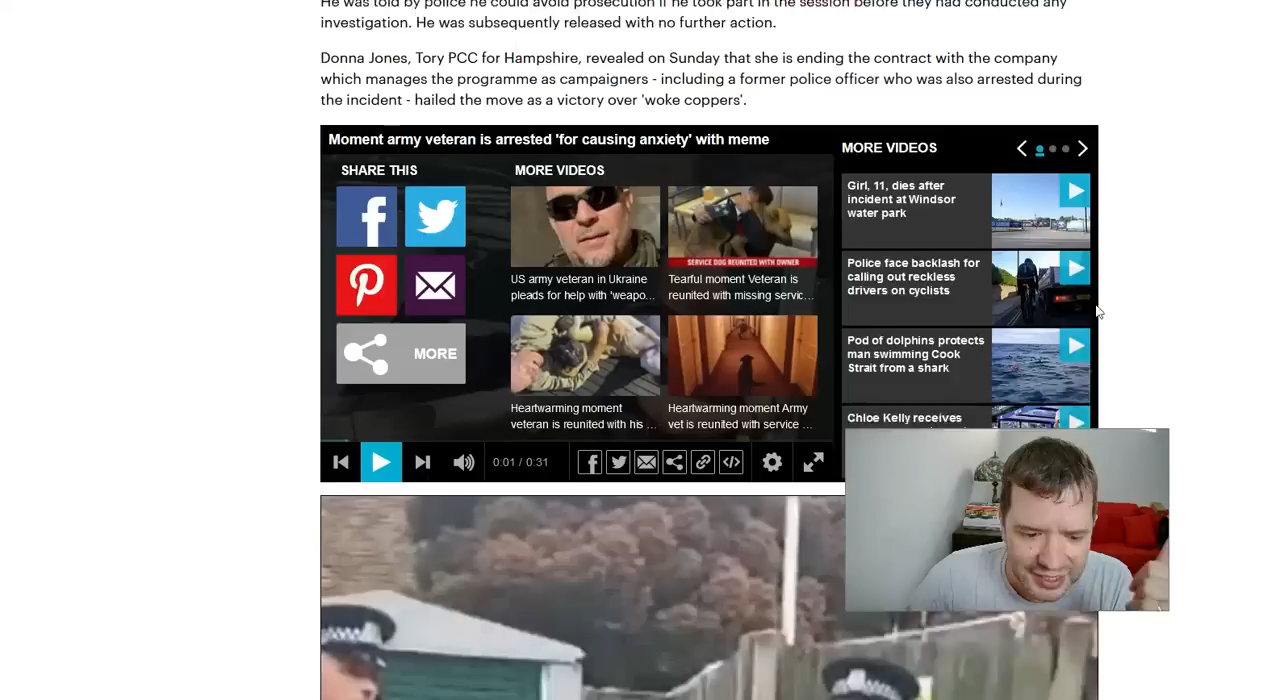 He was told by police he could avoid prosecution if he took part in the session before they had conducted any
investigation. He was subsequently released with no further action.
Donna Jones, Tory PCC for Hampshire, revealed on Sunday that she is ending the contract with the company
which manages the programme as campaigners - including a former police officer who was also arrested during
the incident - hailed the move as a victory over 'woke coppers'.
Moment army veteran is arrested 'for causing anxiety' with meme
SHARE THIS
MORE
MORE VIDEOS
SERVICE DOG REUNITED WITH OWNER
US army veteran in Ukraine
pleads for help with 'weapo...
Tearful moment Veteran is
reunited with missing servic...
Heartwarming moment
veteran is reunited with his ...
Heartwarming moment Army
vet is reunited with service ...
MORE VIDEOS
Girl, 11, dies after
incident at Windsor
water park
Police face backlash for
calling out reckless
drivers on cyclists
Pod of dolphins protects
man swimming Cook
Strait from a shark
Chloe Kelly receives
0:01 / 0:31